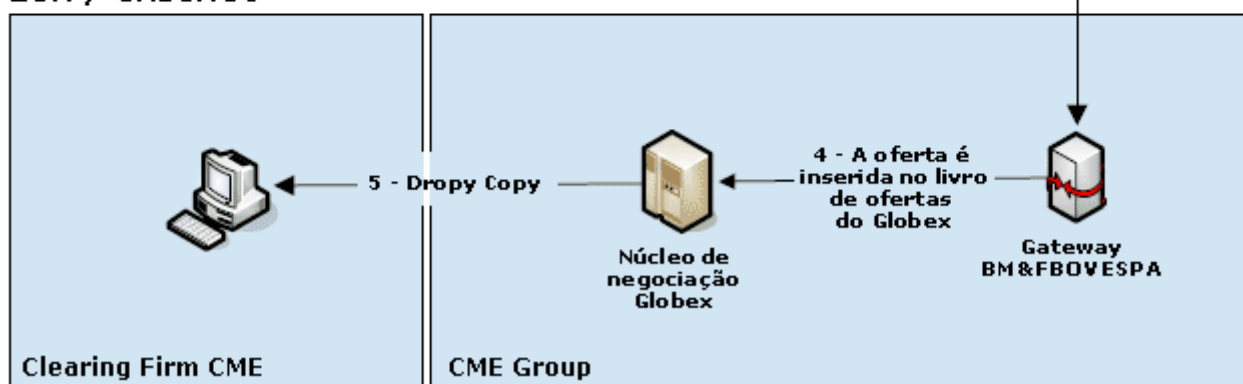 5 - Dropy Copy
4 - A oferta é
inserida no livro
de ofertas
do Globex
Núcleo de
negociação
Globex
Gateway
BM&FBOVESPA
Clearing Firm CME
CME Group